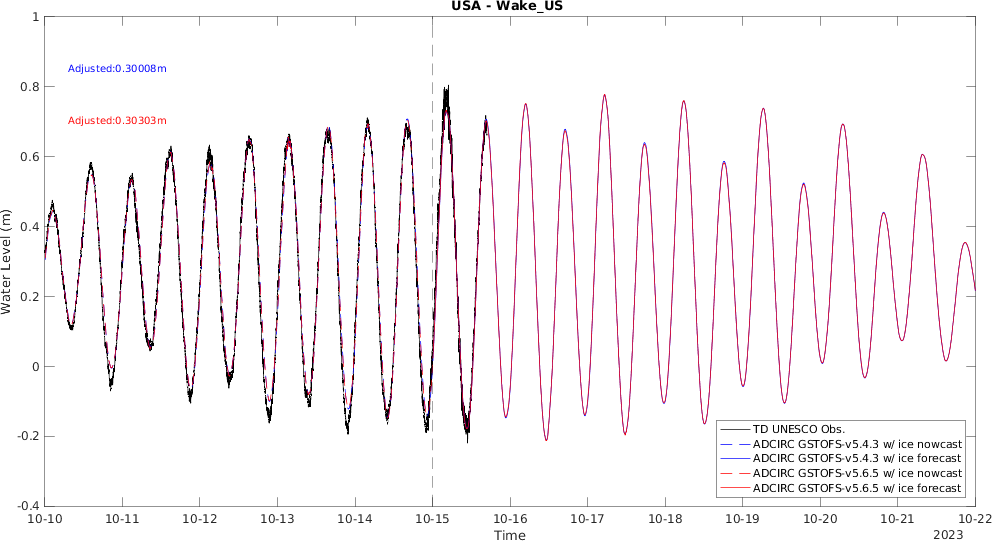 USA - Wake_US
1
0.8
0.6
0.4
0.2
0
-0.2
-0.4
Water Level (m)
Adjusted:0.30008m
Adjusted:0.30303m
TD UNESCO Obs.
ADCIRC GSTOFS-v5.4.3 w/ ice nowcast
ADCIRC GSTOFS-v5.4.3 w/ ice forecast
ADCIRC GSTOFS-v5.6.5 w/ ice nowcast
ADCIRC GSTOFS-v5.6.5 w/ ice forecast
10-10 10-11 10-12 10-13 10-14 10-15 10-16 10-17 10-18 10-19 10-20 10-21 10-22
Time
2023